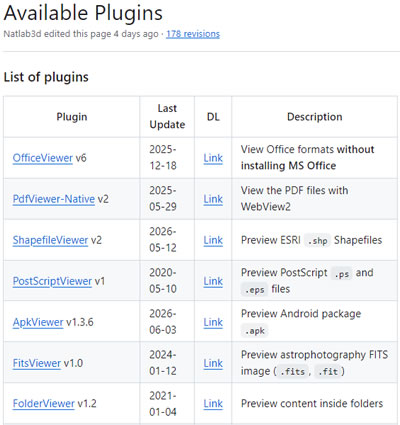 Available Plugins
Natlab3d edited this page 4 days ago · 178 revisions
List of plugins
Plugin Last Update DL Description
OfficeViewer v6 2025-12-18 Link View Office formats without installing MS Office
PdfViewer-Native v2 2025-05-29 Link View the PDF files with WebView2
ShapefileViewer v2 2026-05-12 Link Preview ESRI .shp Shapefiles
PostScriptViewer v1 2020-05-10 Link Preview PostScript .ps and .eps files
ApkViewer v1.3.6 2026-06-03 Link Preview Android package .apk
FitsViewer v1.0 2024-01-12 Link Preview astrophotography FITS image ( .fits , .fit )
FolderViewer v1.2 2021-01-04 Link Preview content inside folders